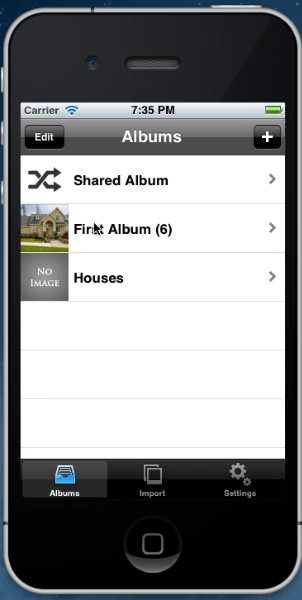 Carrier 7:35 PM
Edit Albums +
Shared Album
First Album (6)
NO
IMAGE
Houses
Albums Import Settings